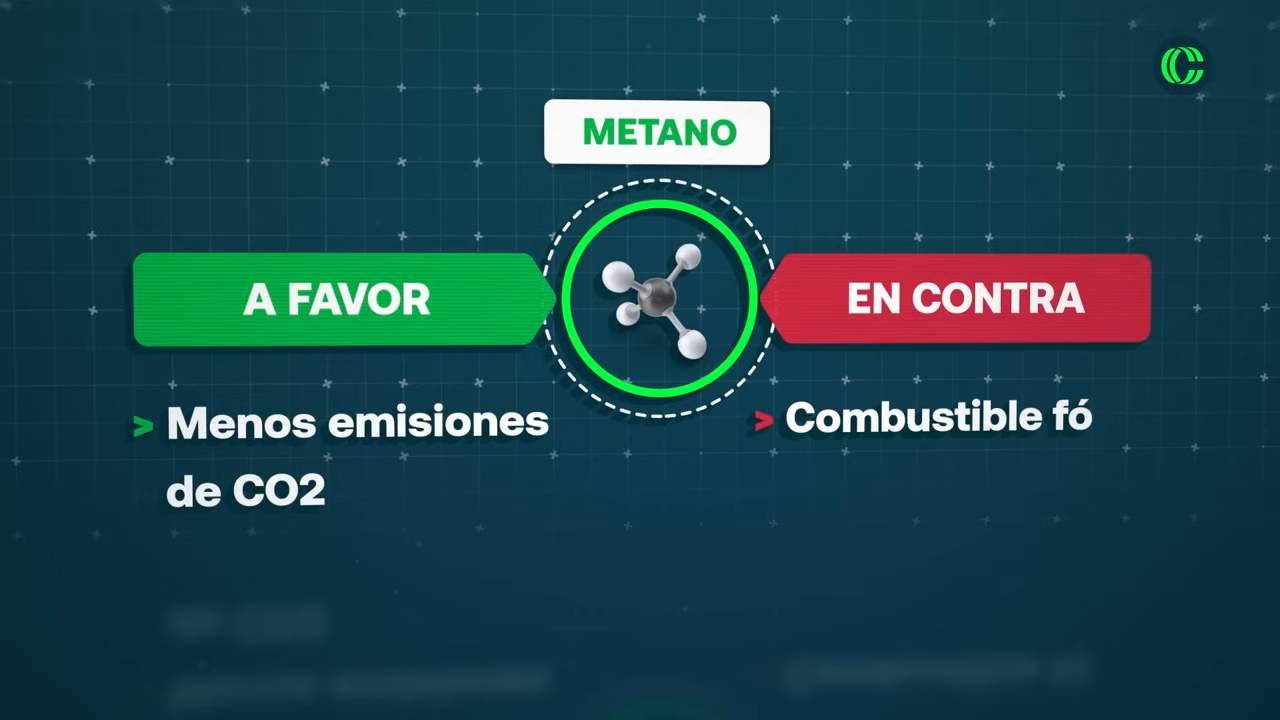 METANO
A FAVOR
EN CONTRA
> Menos emisiones
de CO2
> Combustible fó